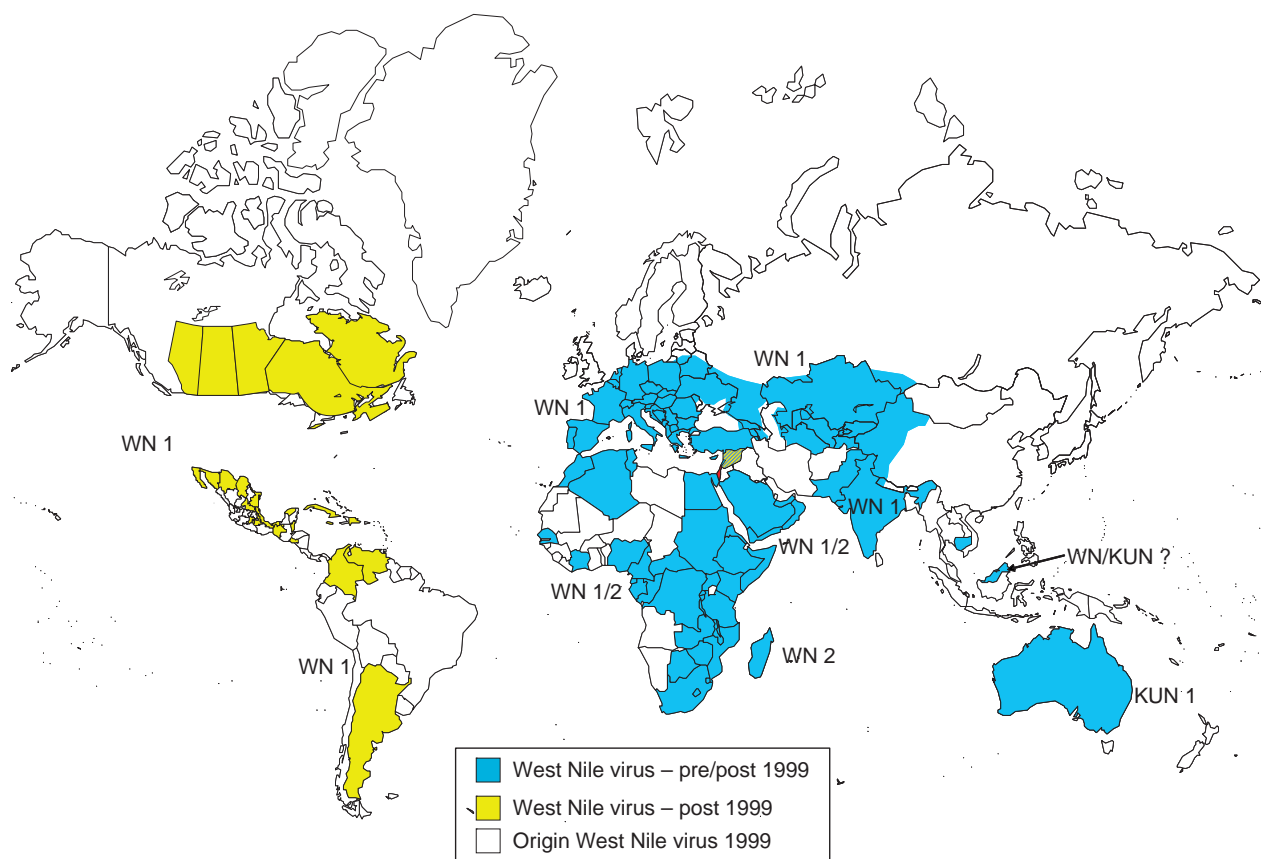 WN 1
WN 1
WN 1
WN 1
WN/KUN ?
WN 1/2
WN 1/2
WN 2
WN 1
KUN 1
West Nile virus – pre/post 1999
West Nile virus – post 1999
Origin West Nile virus 1999